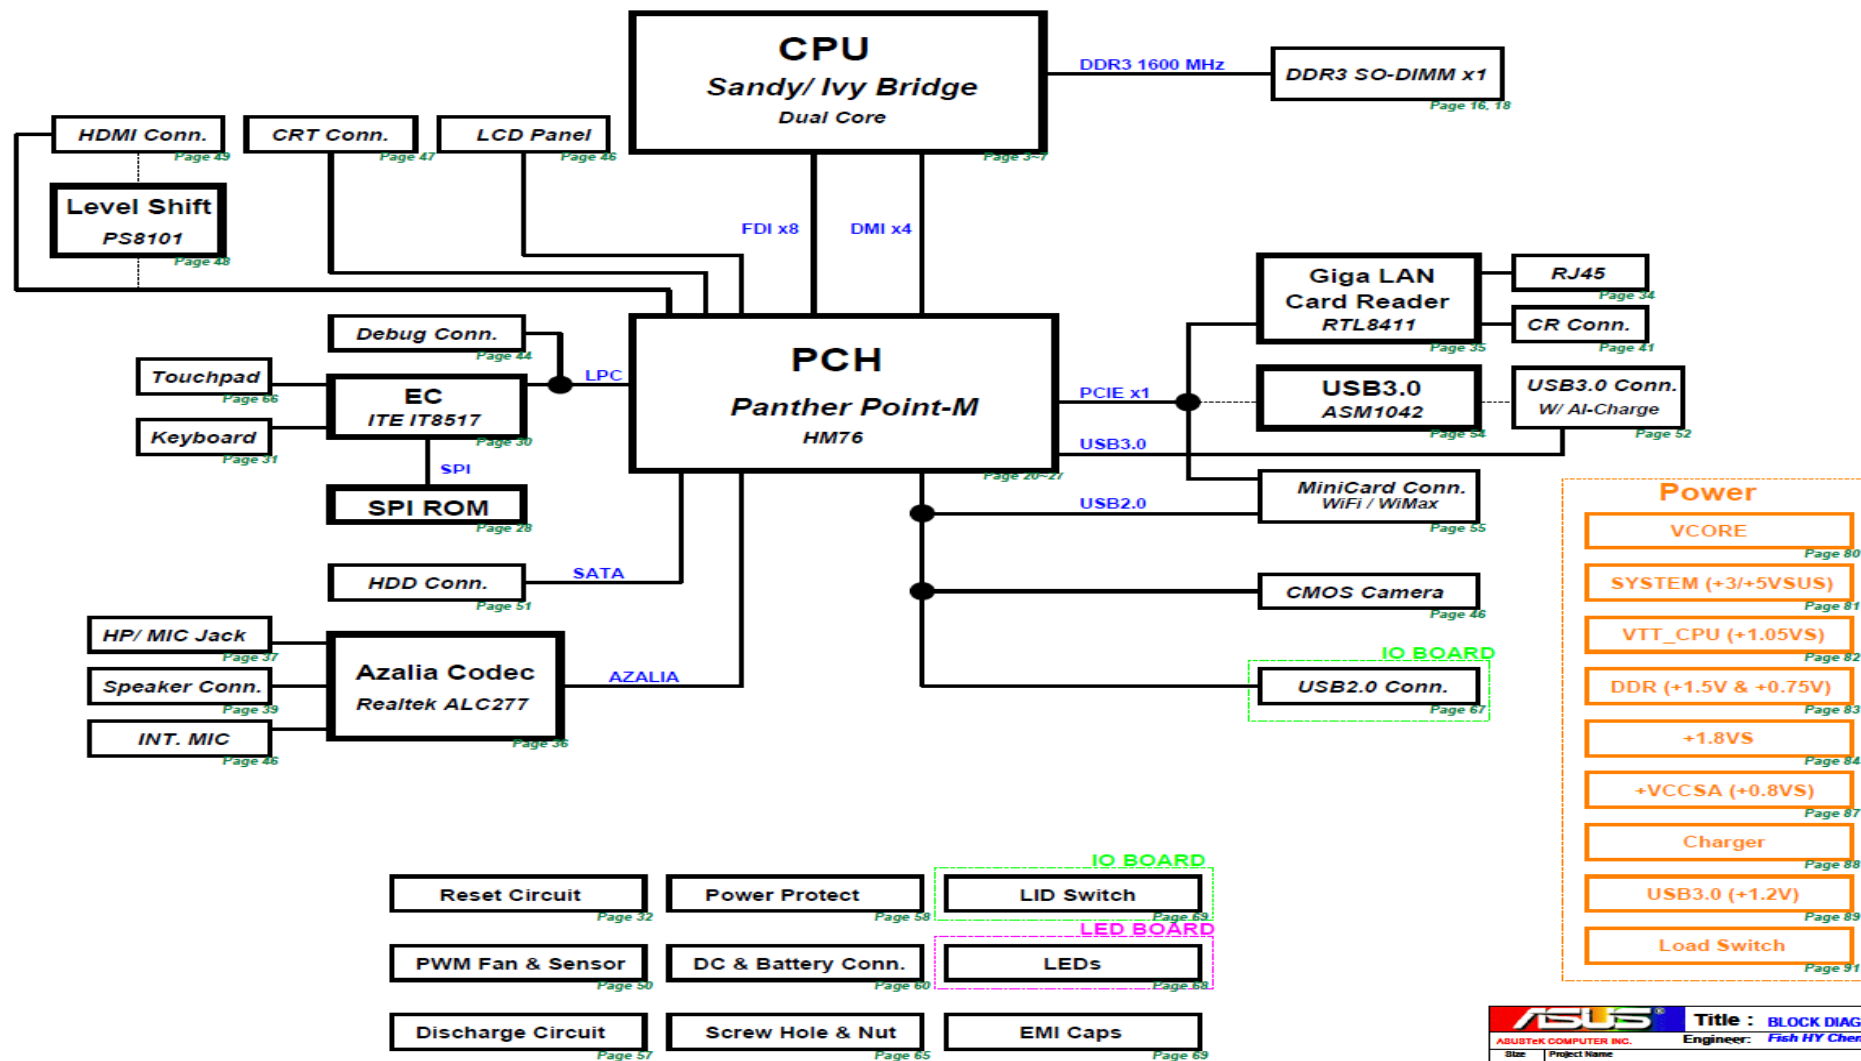 CPU
Sandy/ Ivy Bridge
Dual Core
Page 3~7
DDR3 1600 MHz
DDR3 SO-DIMM x1
Page 16, 18
HDMI Conn.
Page 49
CRT Conn.
Page 47
LCD Panel
Page 46
Level Shift
PS8101
Page 48
FDI x8
DMI x4
Giga LAN
Card Reader
RTL8411
Page 35
RJ45
Page 34
CR Conn.
Page 41
Debug Conn.
Page 44
Touchpad
Page 66
EC
ITE IT8517
Page 30
LPC
Keyboard
Page 31
SPI
SPI ROM
Page 28
PCH
Panther Point-M
HM76
Page 20~27
PCIE x1
USB3.0
ASM1042
Page 54
USB3.0 Conn.
W/ AI-Charge
Page 52
USB3.0
USB2.0
MiniCard Conn.
WiFi / WiMax
Page 55
HDD Conn.
Page 51
SATA
CMOS Camera
Page 46
HP/ MIC Jack
Page 37
Speaker Conn.
Page 39
INT. MIC
Page 46
Azalia Codec
Realtek ALC277
Page 36
AZALIA
IO BOARD
USB2.0 Conn.
Page 67
Power
VCORE
Page 80
SYSTEM (+3/+5VSUS)
Page 81
VTT_CPU (+1.05VS)
Page 82
DDR (+1.5V & +0.75V)
Page 83
+1.8VS
Page 84
+VCCSA (+0.8VS)
Page 87
Charger
Page 88
USB3.0 (+1.2V)
Page 89
Load Switch
Page 91
Reset Circuit
Page 32
Power Protect
Page 58
IO BOARD
LID Switch
Page 69
PWM Fan & Sensor
Page 50
DC & Battery Conn.
Page 60
LED BOARD
LEDs
Page 68
Discharge Circuit
Page 57
Screw Hole & Nut
Page 65
EMI Caps
Page 69
ASUS®
ASUSTeK COMPUTER INC.
Title : BLOCK DIAG
Engineer: Fish HY Chen
Size Project Name